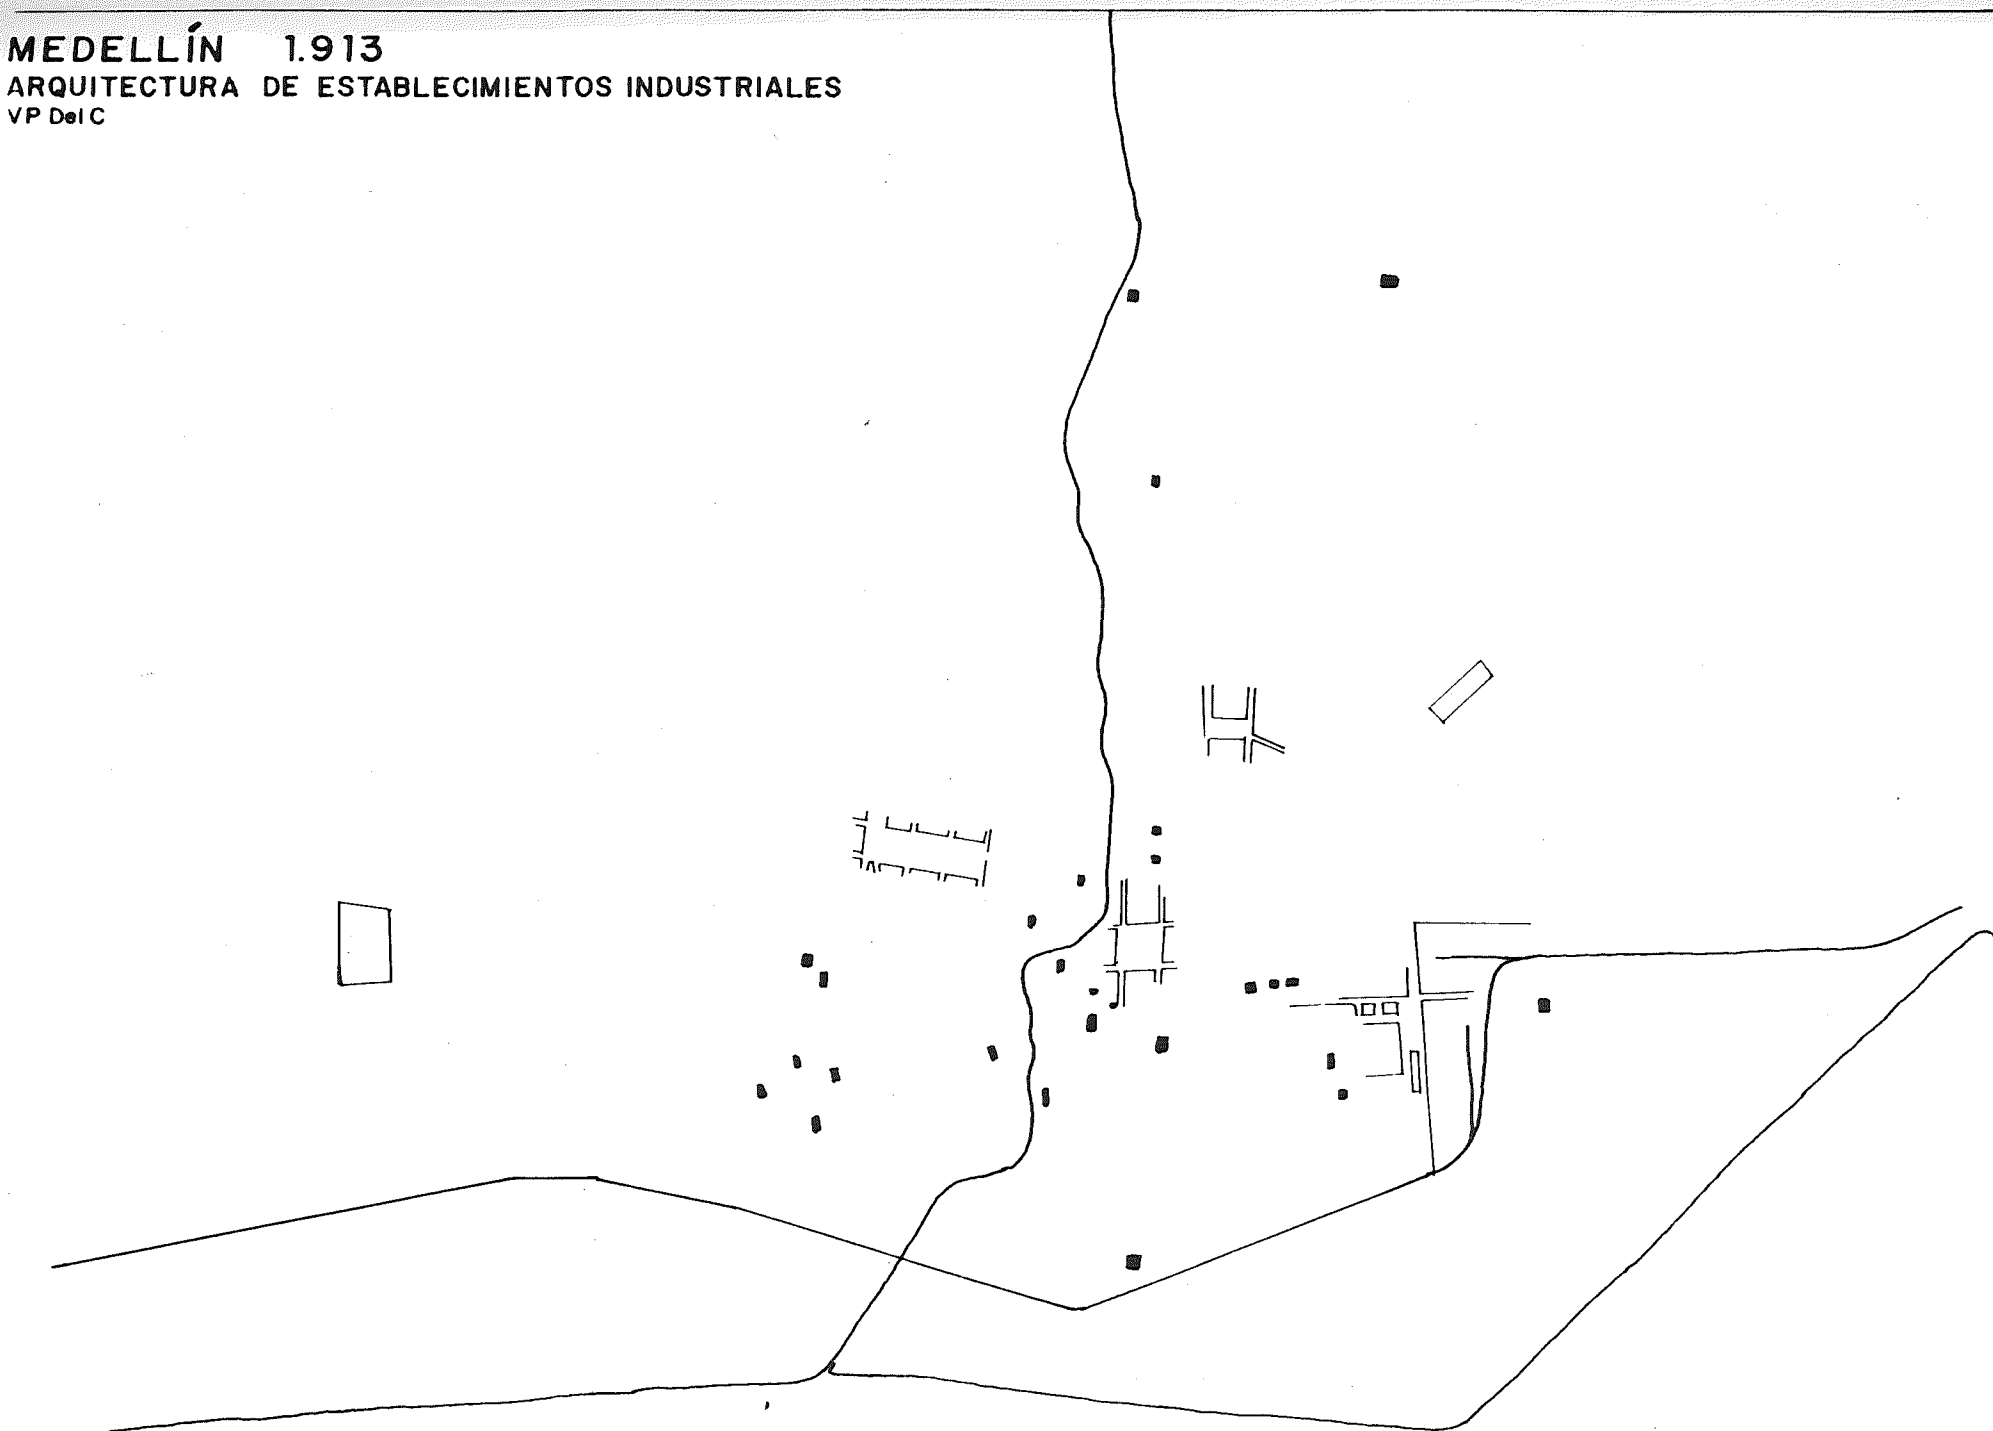 MEDELLÍN 1.913
ARQUITECTURA DE ESTABLECIMIENTOS INDUSTRIALES
VP Del C